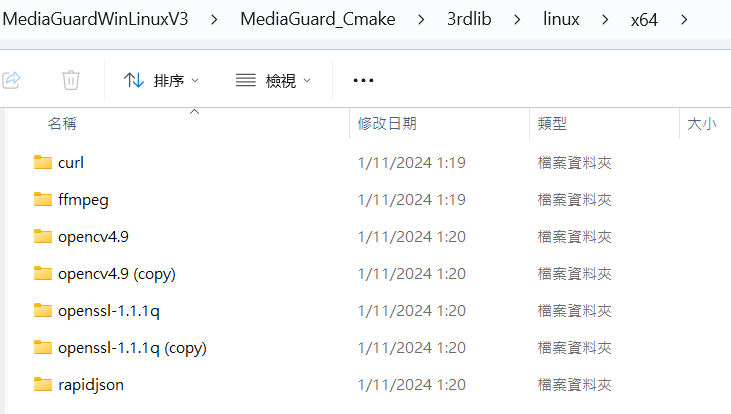 MediaGuardWinLinuxV3 > MediaGuard_Cmake > 3rdlib > linux > x64 >
排序 檢視 •••
名稱 修改日期 類型 大小
curl 1/11/2024 1:19 檔案資料夾
ffmpeg 1/11/2024 1:19 檔案資料夾
opencv4.9 1/11/2024 1:20 檔案資料夾
opencv4.9 (copy) 1/11/2024 1:20 檔案資料夾
openssl-1.1.1q 1/11/2024 1:20 檔案資料夾
openssl-1.1.1q (copy) 1/11/2024 1:20 檔案資料夾
rapidjson 1/11/2024 1:20 檔案資料夾